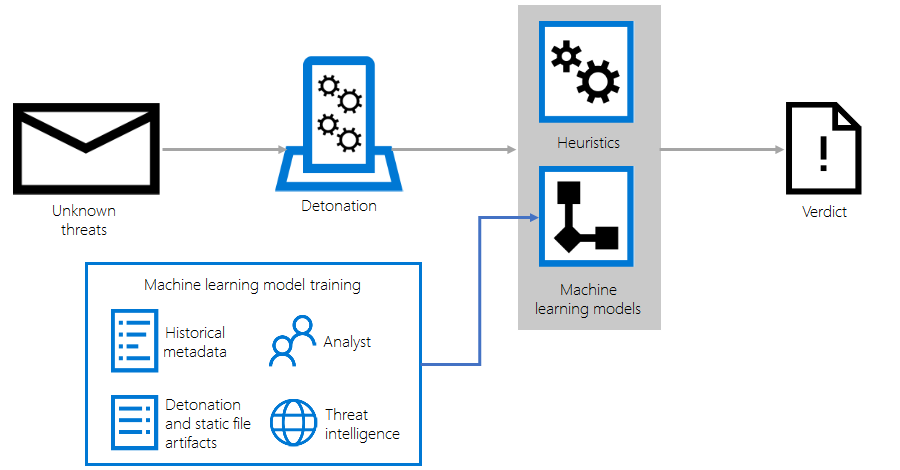 Heuristics
Unknown
threats
Detonation
Verdict
Machine
learning models
Machine learning model training
Historical
metadata
Analyst
Detonation
and static file
artifacts
Threat
intelligence